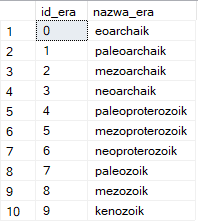 id_era nazwa_era
1 0 eoarchaik
2 1 paleoarchaik
3 2 mezoarchaik
4 3 neoarchaik
5 4 paleoproterozoik
6 5 mezoproterozoik
7 6 neoproterozoik
8 7 paleozoik
9 8 mezozoik
10 9 kenozoik